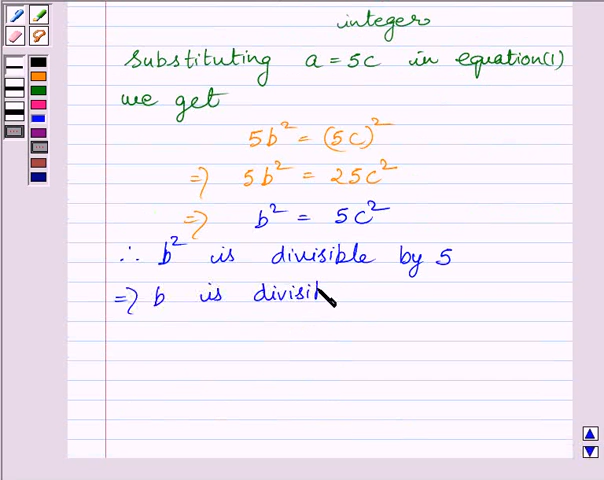 integers
Substituting a = 5c in equation(1)
we get
5b² = (5c)²
=> 5b² = 25c²
=> b² = 5c²
∴ b² is divisible by 5
=> b is divisib